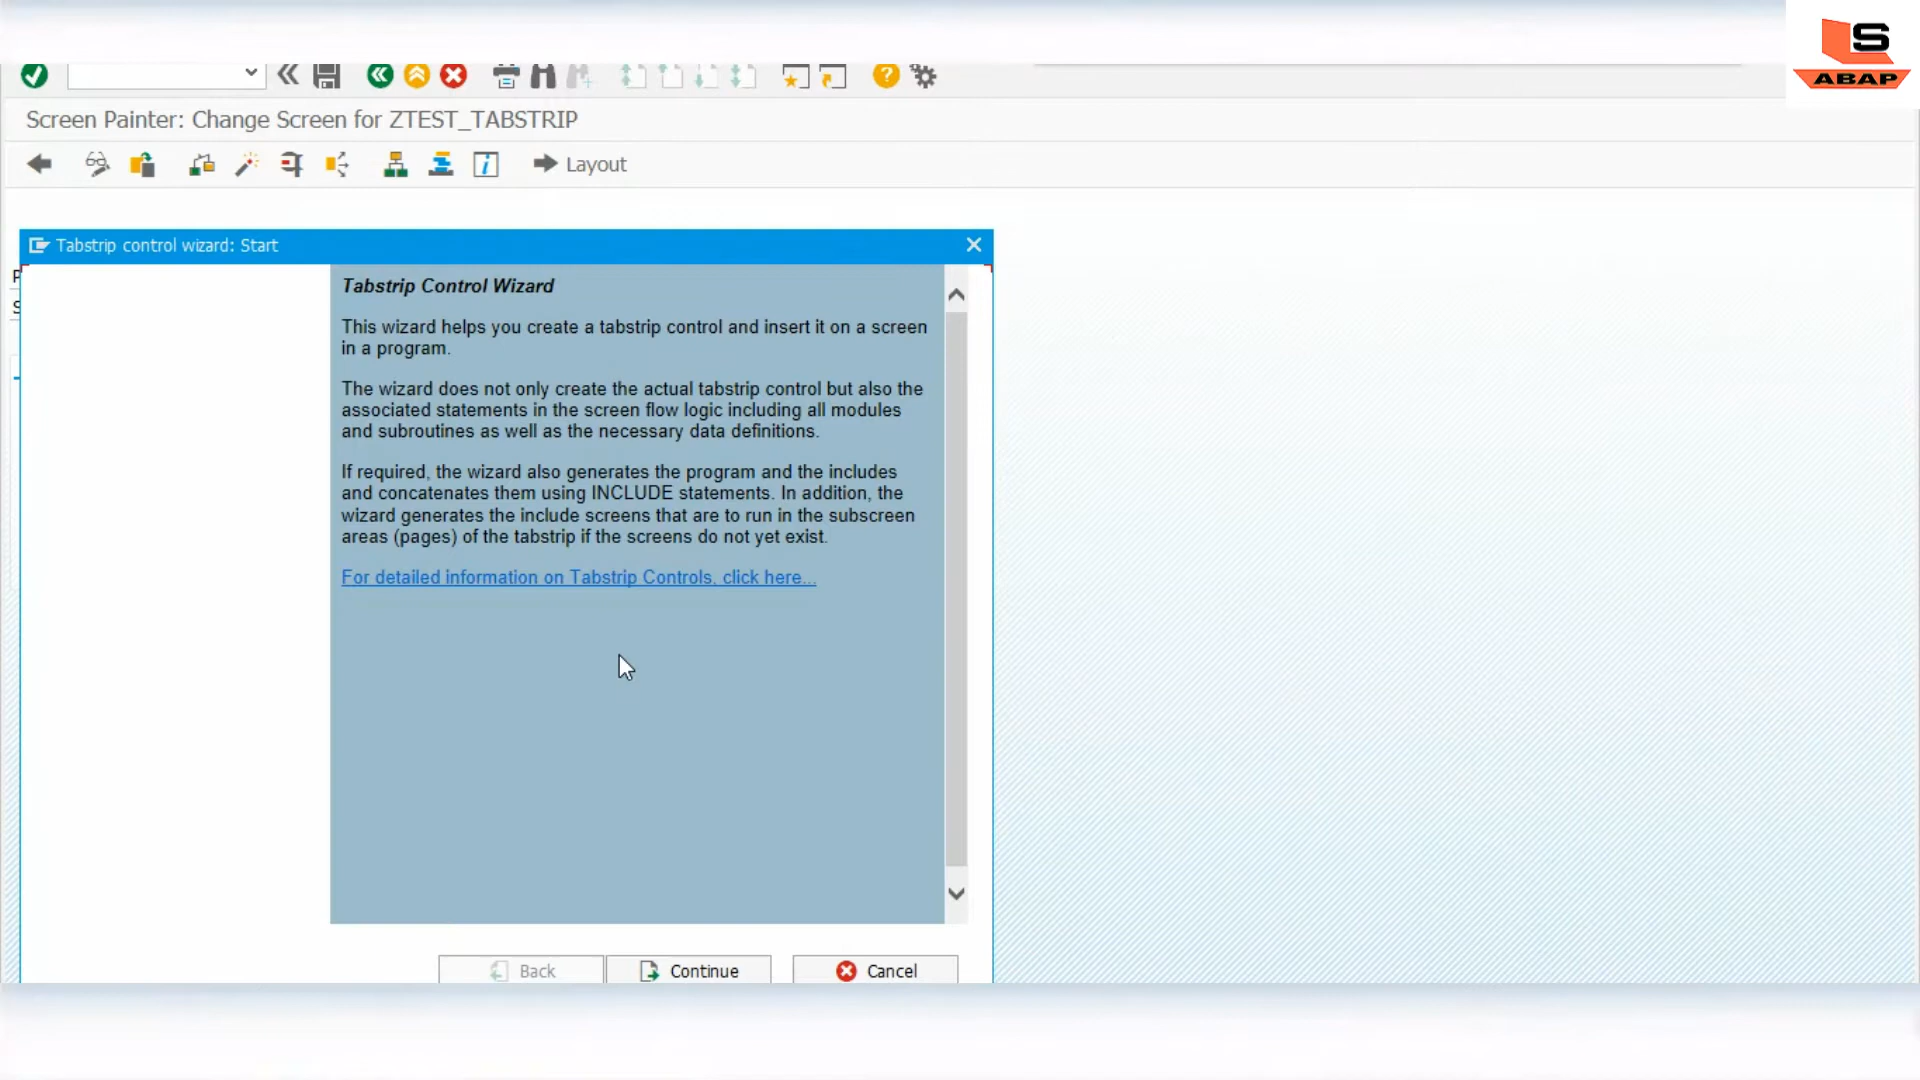 S
ABAP
Screen Painter: Change Screen for ZTEST_TABSTRIP
Layout
Tabstrip control wizard: Start
P
S
Tabstrip Control Wizard
This wizard helps you create a tabstrip control and insert it on a screen
in a program.
The wizard does not only create the actual tabstrip control but also the
associated statements in the screen flow logic including all modules
and subroutines as well as the necessary data definitions.
If required, the wizard also generates the program and the includes
and concatenates them using INCLUDE statements. In addition, the
wizard generates the include screens that are to run in the subscreen
areas (pages) of the tabstrip if the screens do not yet exist.
For detailed information on Tabstrip Controls, click here...
Back
Continue
Cancel